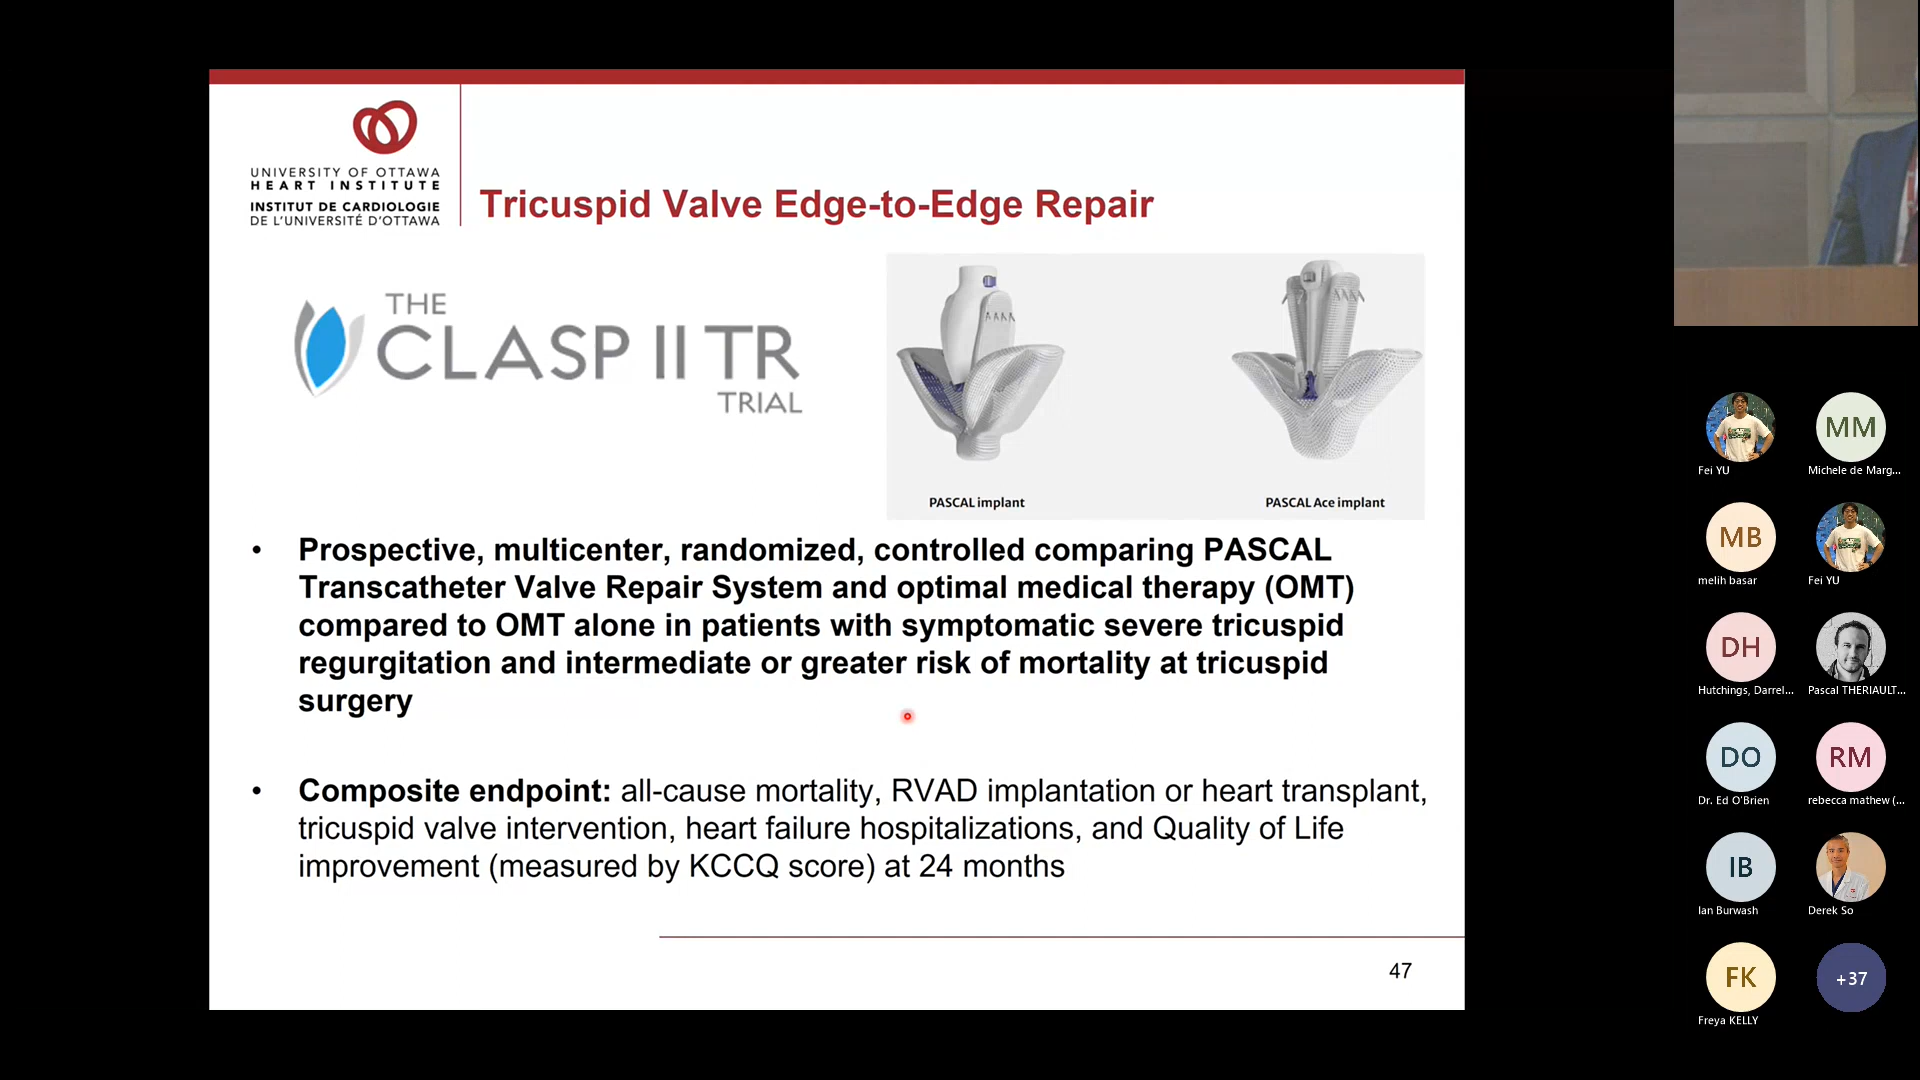 UNIVERSITY OF OTTAWA
HEART INSTITUTE
INSTITUT DE CARDIOLOGIE
DE L'UNIVERSITÉ D'OTTAWA
Tricuspid Valve Edge-to-Edge Repair
THE
CLASP II TR
TRIAL
PASCAL implant
PASCAL Ace implant
• Prospective, multicenter, randomized, controlled comparing PASCAL
Transcatheter Valve Repair System and optimal medical therapy (OMT)
compared to OMT alone in patients with symptomatic severe tricuspid
regurgitation and intermediate or greater risk of mortality at tricuspid
surgery
• Composite endpoint: all-cause mortality, RVAD implantation or heart transplant,
tricuspid valve intervention, heart failure hospitalizations, and Quality of Life
improvement (measured by KCCQ score) at 24 months
47
Fei YU
MM
Michele de Marg...
MB
melih basar
Fei YU
DH
Hutchings, Darrel...
Pascal THERIAULT...
DO
Dr. Ed O'Brien
RM
rebecca mathew (...
IB
Ian Burwash
Derek So
FK
Freya KELLY
+37